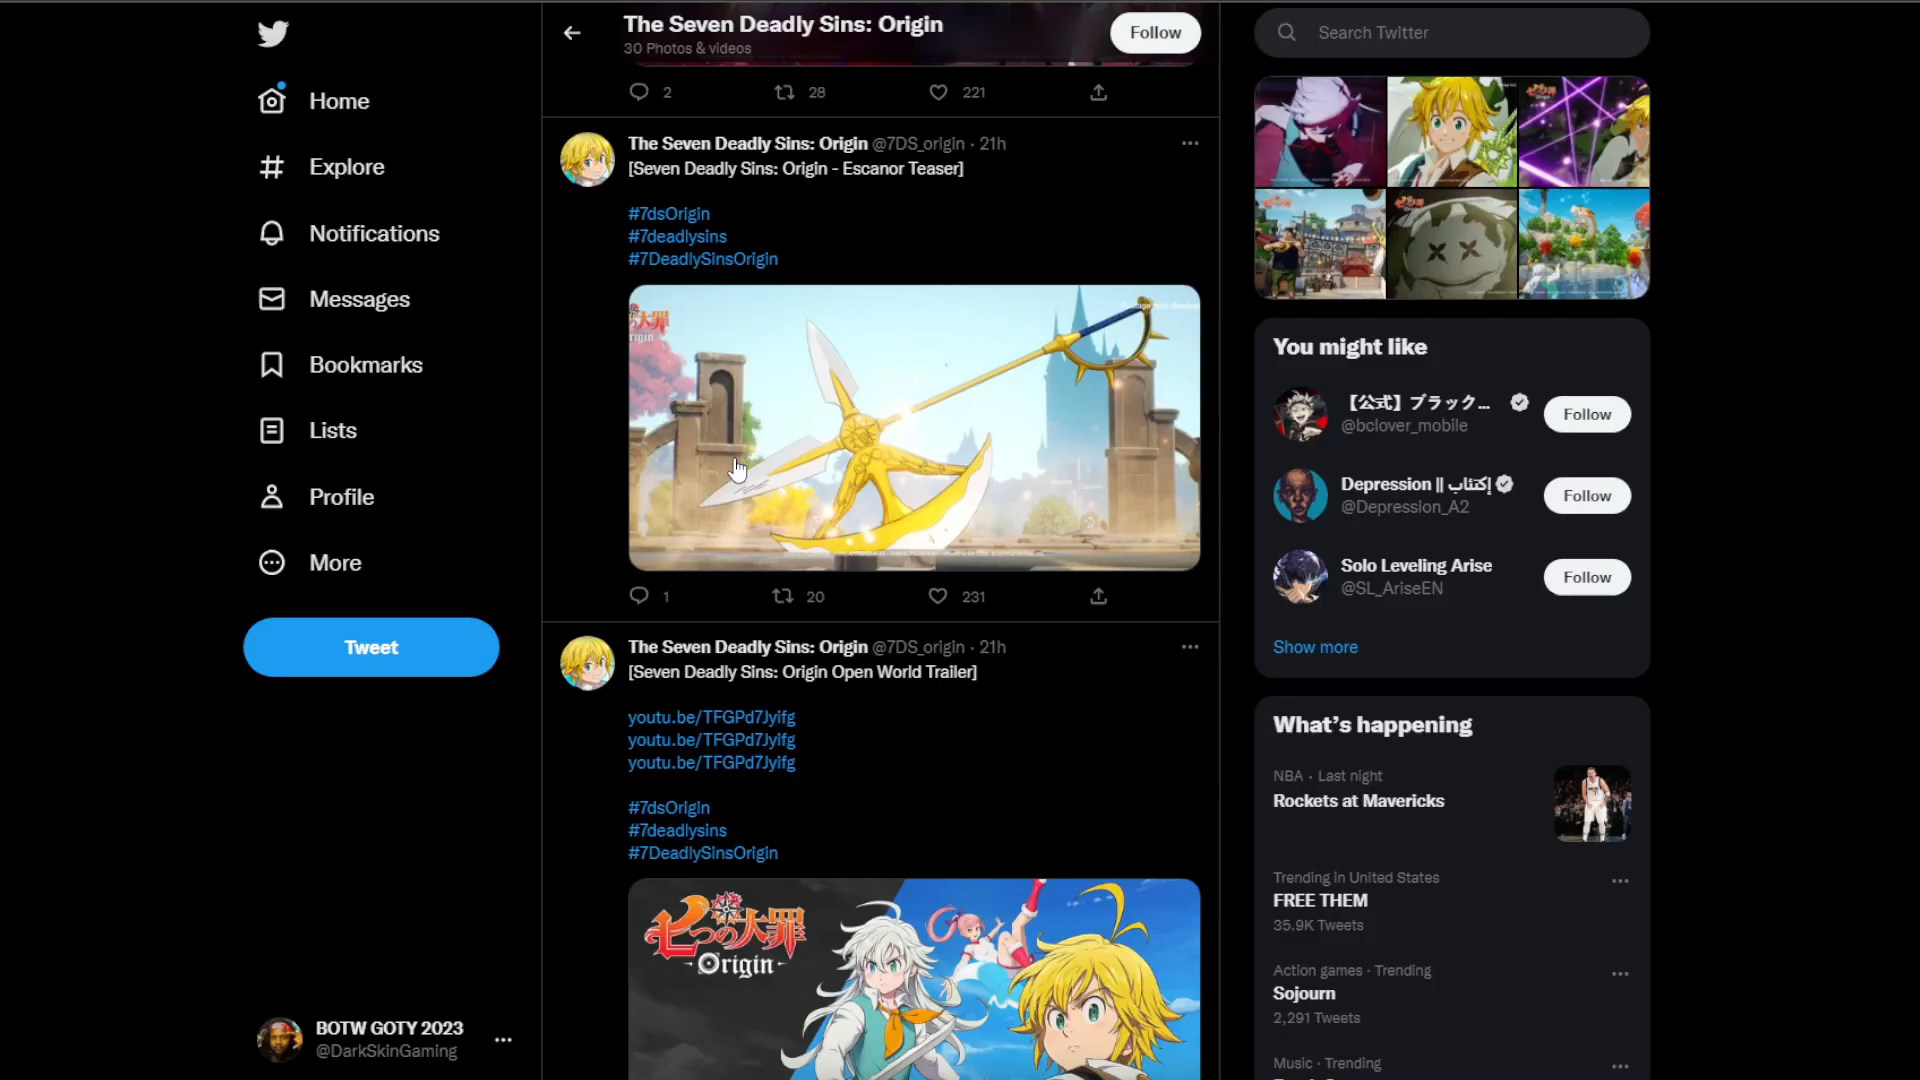 Home
Explore
Notifications
Messages
Bookmarks
Lists
Profile
More
Tweet
BOTW GOTY 2023
@DarkSkinGaming
The Seven Deadly Sins: Origin
30 Photos & videos
Follow
2 28 221
The Seven Deadly Sins: Origin @7DS_origin · 21h
[Seven Deadly Sins: Origin - Escanor Teaser]
#7dsOrigin
#7deadlysins
#7DeadlySinsOrigin
1 20 231
The Seven Deadly Sins: Origin @7DS_origin · 21h
[Seven Deadly Sins: Origin Open World Trailer]
youtu.be/TFGPd7Jyifg
youtu.be/TFGPd7Jyifg
youtu.be/TFGPd7Jyifg
#7dsOrigin
#7deadlysins
#7DeadlySinsOrigin
七つの大罪
Origin
Search Twitter
You might like
【公式】ブラック...
@bclover_mobile
Follow
Depression || إكتئاب
@Depression_A2
Follow
Solo Leveling Arise
@SL_AriseEN
Follow
Show more
What's happening
NBA · Last night
Rockets at Mavericks
Trending in United States
FREE THEM
35.9K Tweets
Action games · Trending
Sojourn
2,291 Tweets
Music · Trending